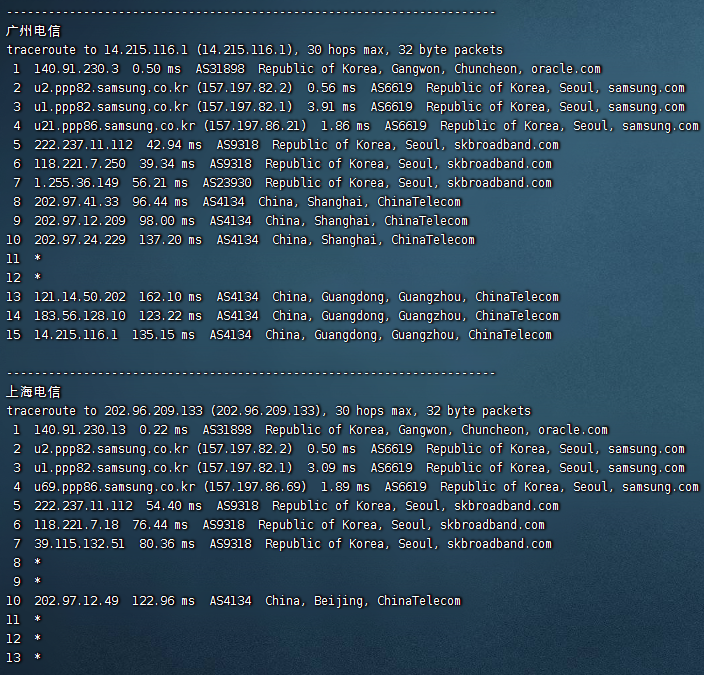 ----------------------------------------------------------------------
广州电信
traceroute to 14.215.116.1 (14.215.116.1), 30 hops max, 32 byte packets
1 140.91.230.3 0.50 ms AS31898 Republic of Korea, Gangwon, Chuncheon, oracle.com
2 u2.ppp82.samsung.co.kr (157.197.82.2) 0.56 ms AS6619 Republic of Korea, Seoul, samsung.com
3 u1.ppp82.samsung.co.kr (157.197.82.1) 3.91 ms AS6619 Republic of Korea, Seoul, samsung.com
4 u21.ppp86.samsung.co.kr (157.197.86.21) 1.86 ms AS6619 Republic of Korea, Seoul, samsung.com
5 222.237.11.112 42.94 ms AS9318 Republic of Korea, Seoul, skbroadband.com
6 118.221.7.250 39.34 ms AS9318 Republic of Korea, Seoul, skbroadband.com
7 1.255.36.149 56.21 ms AS23930 Republic of Korea, Seoul, skbroadband.com
8 202.97.41.33 96.44 ms AS4134 China, Shanghai, ChinaTelecom
9 202.97.12.209 98.00 ms AS4134 China, Shanghai, ChinaTelecom
10 202.97.24.229 137.20 ms AS4134 China, Shanghai, ChinaTelecom
11 *
12 *
13 121.14.50.202 162.10 ms AS4134 China, Guangdong, Guangzhou, ChinaTelecom
14 183.56.128.10 123.22 ms AS4134 China, Guangdong, Guangzhou, ChinaTelecom
15 14.215.116.1 135.15 ms AS4134 China, Guangdong, Guangzhou, ChinaTelecom
----------------------------------------------------------------------
上海电信
traceroute to 202.96.209.133 (202.96.209.133), 30 hops max, 32 byte packets
1 140.91.230.13 0.22 ms AS31898 Republic of Korea, Gangwon, Chuncheon, oracle.com
2 u2.ppp82.samsung.co.kr (157.197.82.2) 0.50 ms AS6619 Republic of Korea, Seoul, samsung.com
3 u1.ppp82.samsung.co.kr (157.197.82.1) 3.09 ms AS6619 Republic of Korea, Seoul, samsung.com
4 u69.ppp86.samsung.co.kr (157.197.86.69) 1.89 ms AS6619 Republic of Korea, Seoul, samsung.com
5 222.237.11.112 54.40 ms AS9318 Republic of Korea, Seoul, skbroadband.com
6 118.221.7.18 76.44 ms AS9318 Republic of Korea, Seoul, skbroadband.com
7 39.115.132.51 80.36 ms AS9318 Republic of Korea, Seoul, skbroadband.com
8 *
9 *
10 202.97.12.49 122.96 ms AS4134 China, Beijing, ChinaTelecom
11 *
12 *
13 *